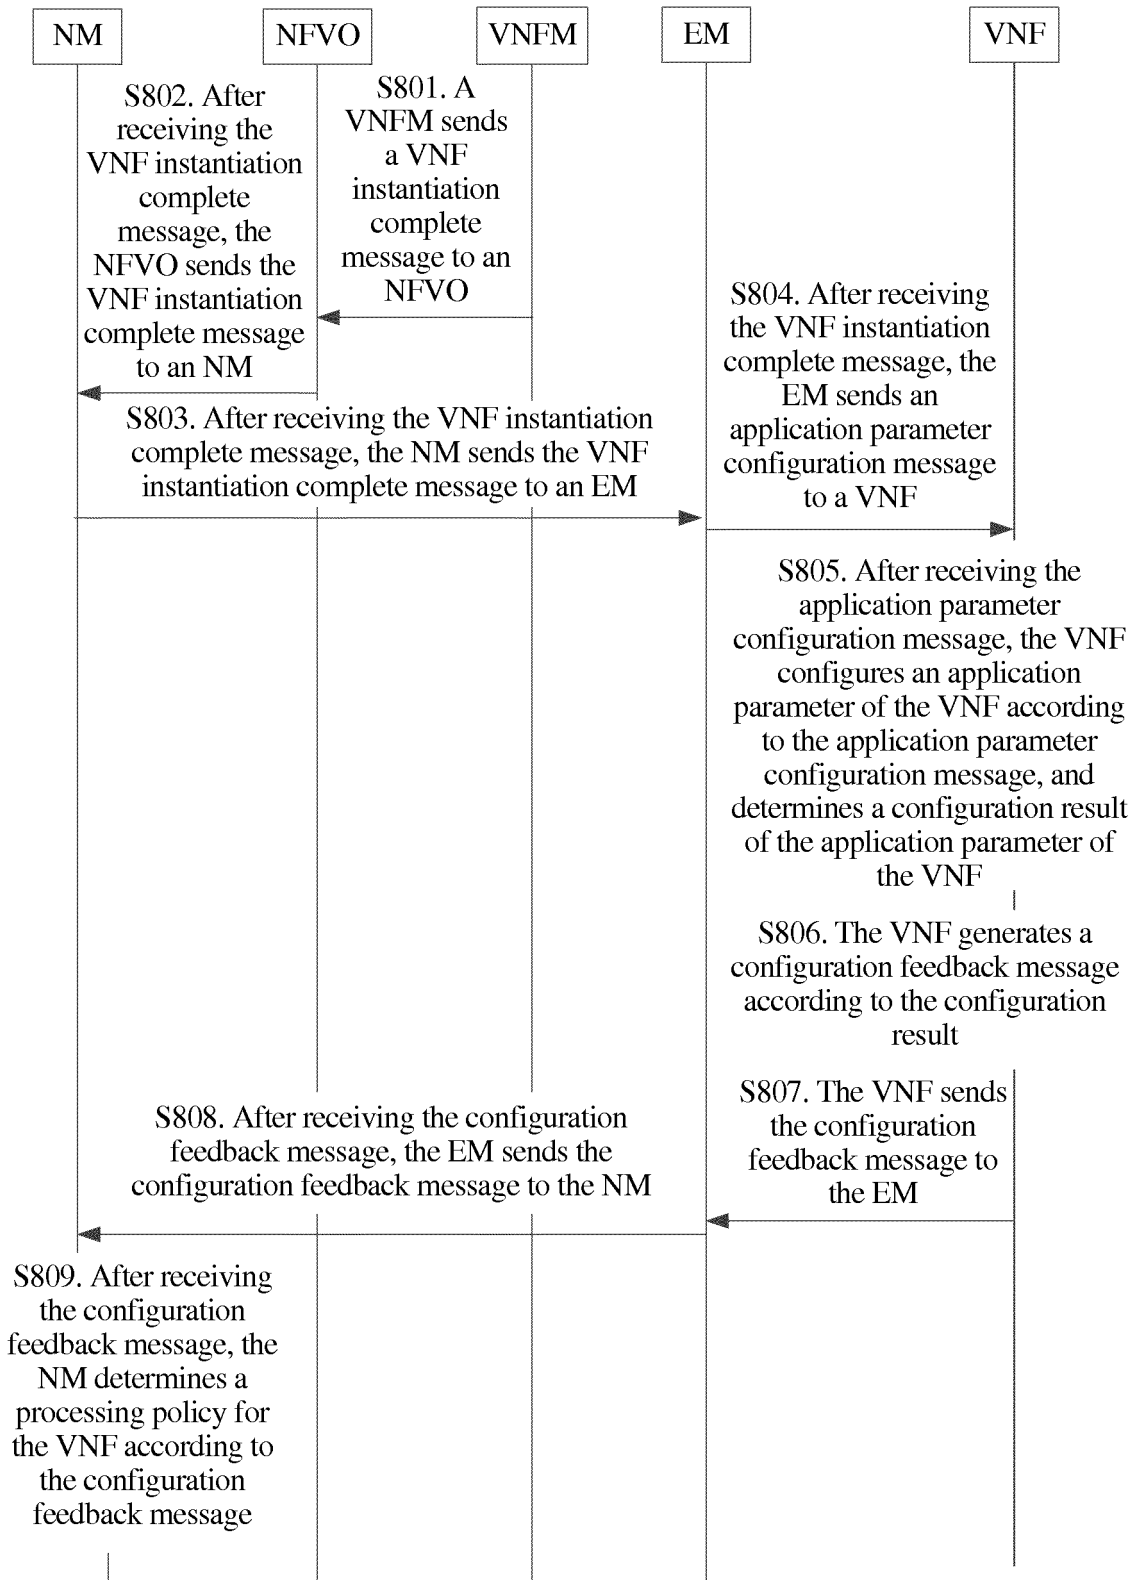 NM
NFVO
VNFM
EM
VNF
S802. After
receiving the
VNF instantiation
complete
message, the
NFVO sends the
VNF instantiation
complete message
to an NM
S801. A
VNFM sends
a VNF
instantiation
complete
message to an
NFVO
S803. After receiving the VNF instantiation
complete message, the NM sends the VNF
instantiation complete message to an EM
S804. After receiving
the VNF instantiation
complete message, the
EM sends an
application parameter
configuration message
to a VNF
S805. After receiving the
application parameter
configuration message, the VNF
configures an application
parameter of the VNF according
to the application parameter
configuration message, and
determines a configuration result
of the application parameter of
the VNF
S806. The VNF generates a
configuration feedback message
according to the configuration
result
S807. The VNF sends
the configuration
feedback message to
the EM
S808. After receiving the configuration
feedback message, the EM sends the
configuration feedback message to the NM
S809. After receiving
the configuration
feedback message, the
NM determines a
processing policy for
the VNF according to
the configuration
feedback message